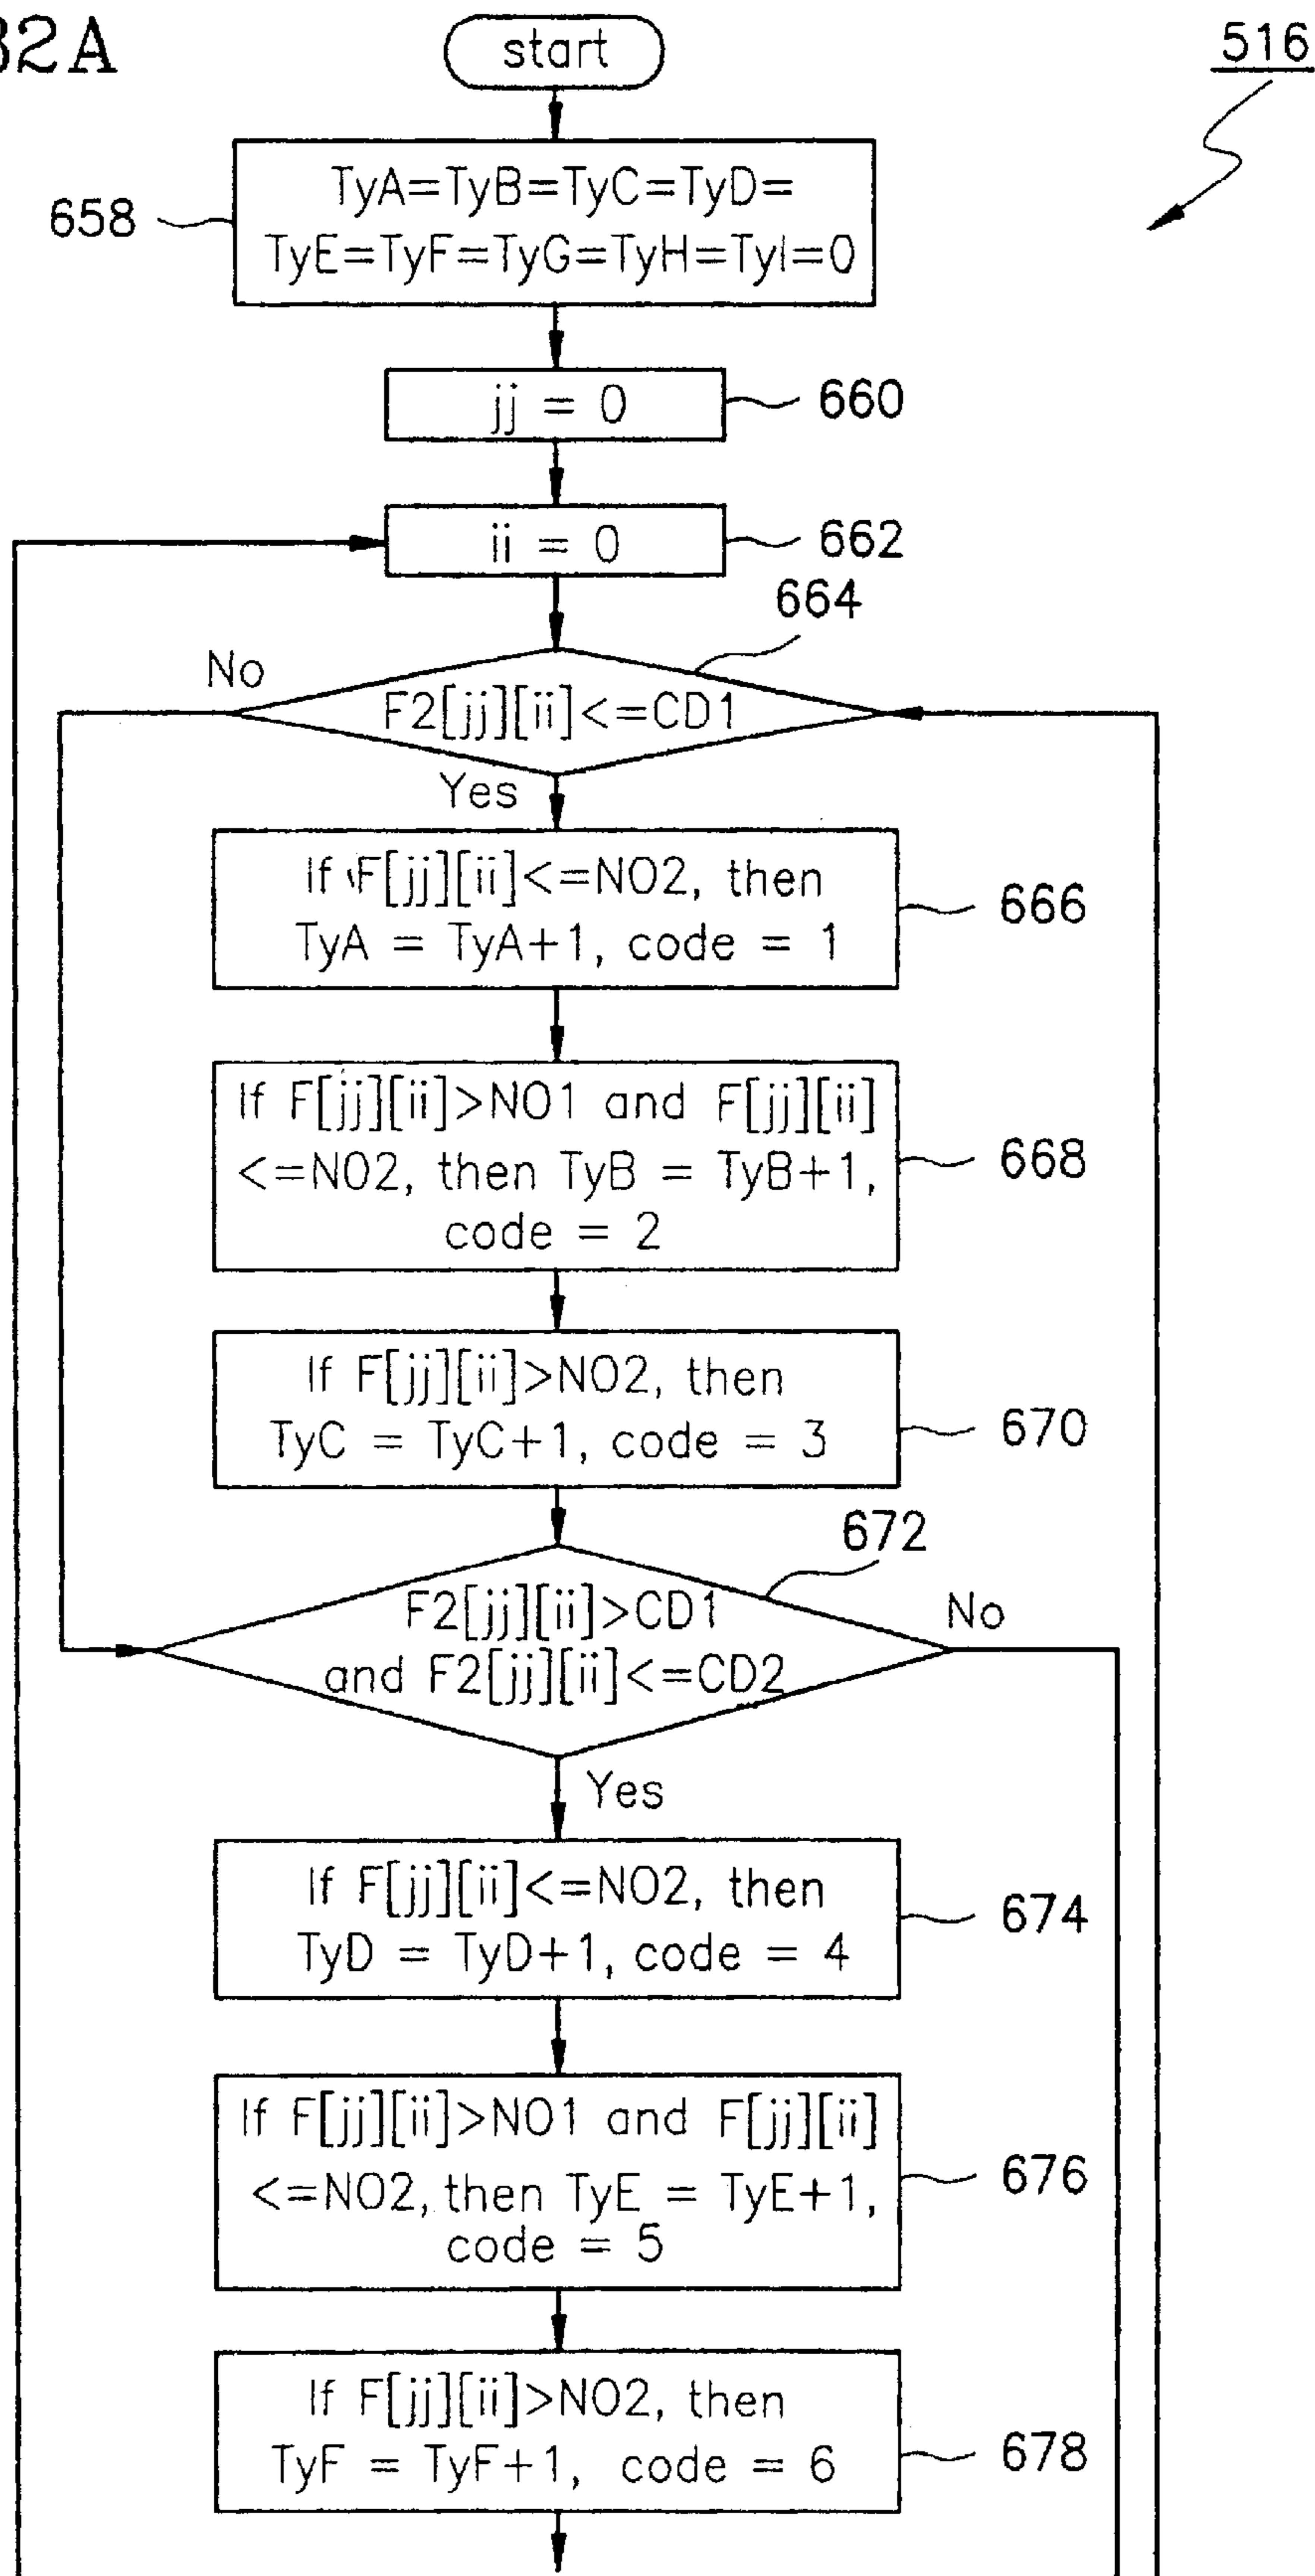 32A
start
516
TyA=TyB=TyC=TyD=
TyE=TyF=TyG=TyH=TyI=0
658
jj = 0
660
ii = 0
662
664
No
F2[jj][ii]<=CD1
Yes
If F[jj][ii]<=NO2, then
TyA = TyA+1, code = 1
666
If F[jj][ii]>NO1 and F[jj][ii]
<=NO2, then TyB = TyB+1,
code = 2
668
If F[jj][ii]>NO2, then
TyC = TyC+1, code = 3
670
672
F2[jj][ii]>CD1
and F2[jj][ii]<=CD2
No
Yes
If F[jj][ii]<=NO2, then
TyD = TyD+1, code = 4
674
If F[jj][ii]>NO1 and F[jj][ii]
<=NO2, then TyE = TyE+1,
code = 5
676
If F[jj][ii]>NO2, then
TyF = TyF+1, code = 6
678